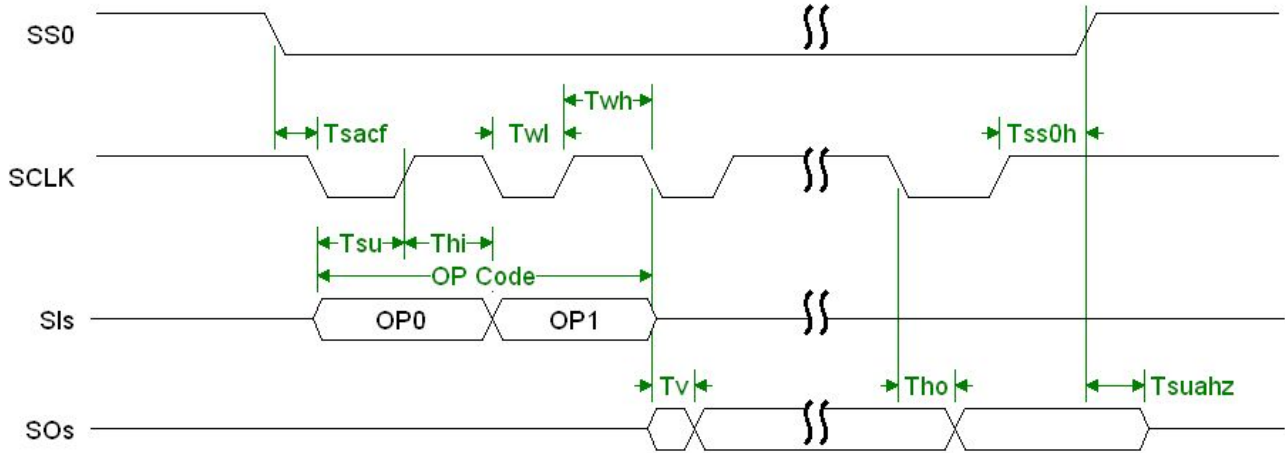 SS0
Twh
Tsacf
Twl
Tss0h
SCLK
Tsu
Thi
OP Code
SIs
OP0
OP1
Tv
Tho
Tsuahz
SOs